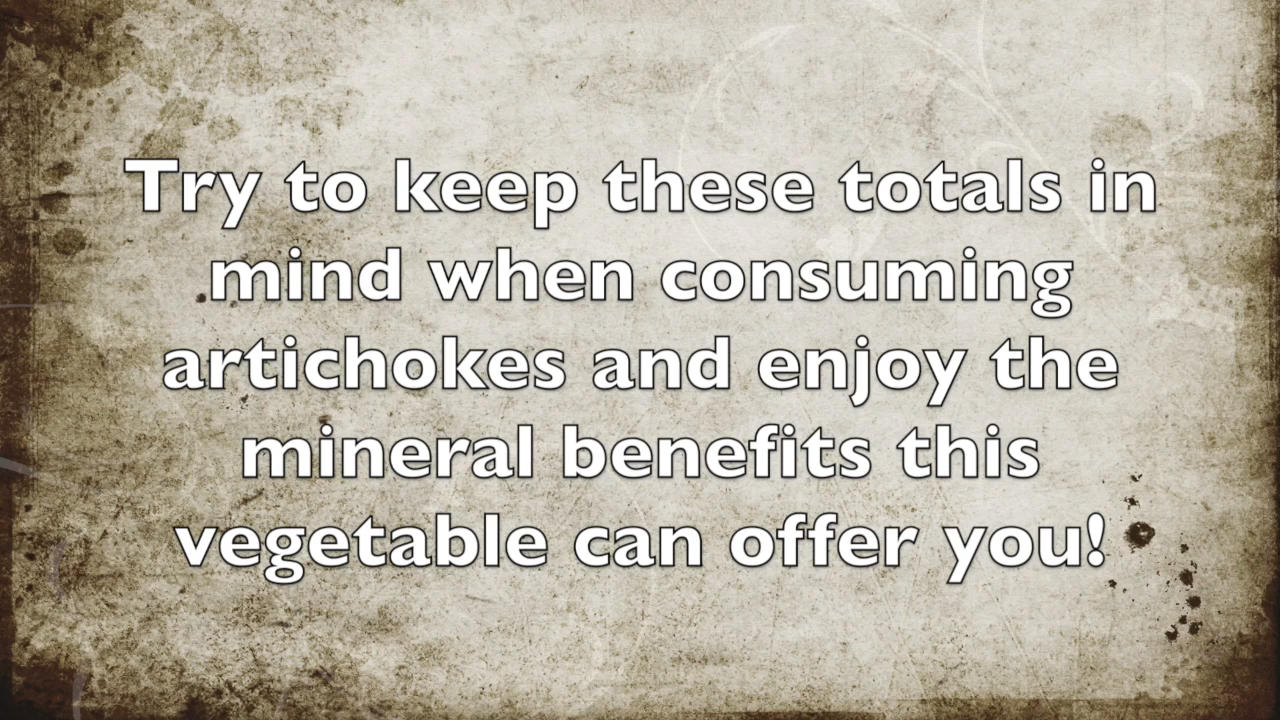 Try to keep these totals in
mind when consuming
artichokes and enjoy the
mineral benefits this
vegetable can offer you!